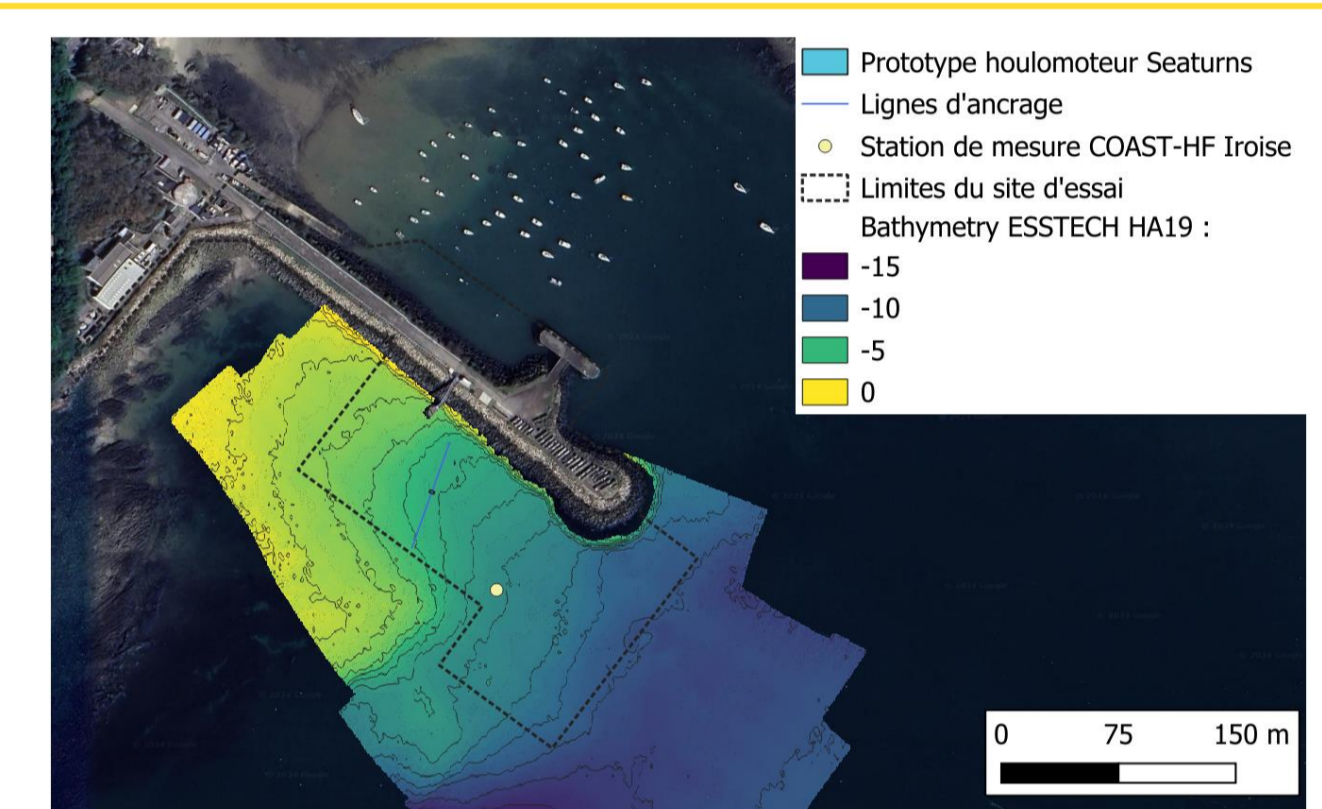 Prototype houlomoteur Seaturns
Lignes d'ancrage
Station de mesure COAST-HF Iroise
Limites du site d'essai
Bathymetry ESSTECH HA19 :
-15
-10
-5
0
0 75 150 m